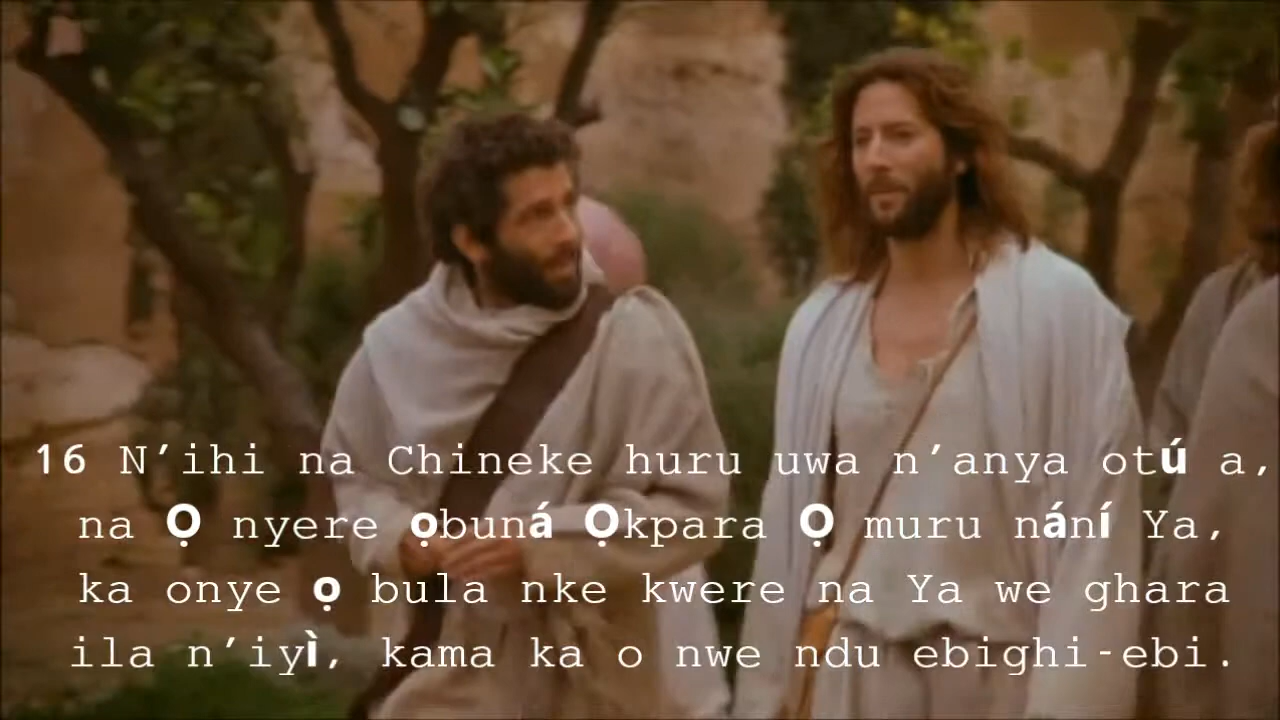 16 N’ihi na Chineke huru uwa n’anya otú a,
na Ọ nyere ọbuná Ọkpara Ọ muru nání Ya,
ka onye ọ bula nke kwere na Ya we ghara
ila n’iyì, kama ka o nwe ndu ebighi-ebi.